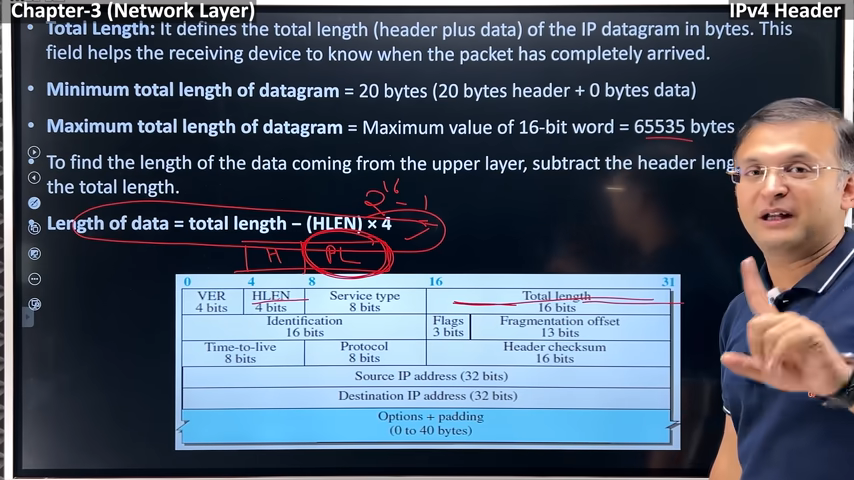 Chapter-3 (Network Layer)
IPv4 Header
• Total Length: It defines the total length (header plus data) of the IP datagram in bytes. This
field helps the receiving device to know when the packet has completely arrived.
• Minimum total length of datagram = 20 bytes (20 bytes header + 0 bytes data)
• Maximum total length of datagram = Maximum value of 16-bit word = 65535 bytes
• To find the length of the data coming from the upper layer, subtract the header
the total length.
2^16 - 1
• Length of data = total length – (HLEN) × 4
H PL
0 4 8 16 31
VER HLEN Service type Total length
4 bits 4 bits 8 bits 16 bits
Identification Flags Fragmentation offset
16 bits 3 bits 13 bits
Time-to-live Protocol Header checksum
8 bits 8 bits 16 bits
Source IP address (32 bits)
Destination IP address (32 bits)
Options + padding
(0 to 40 bytes)